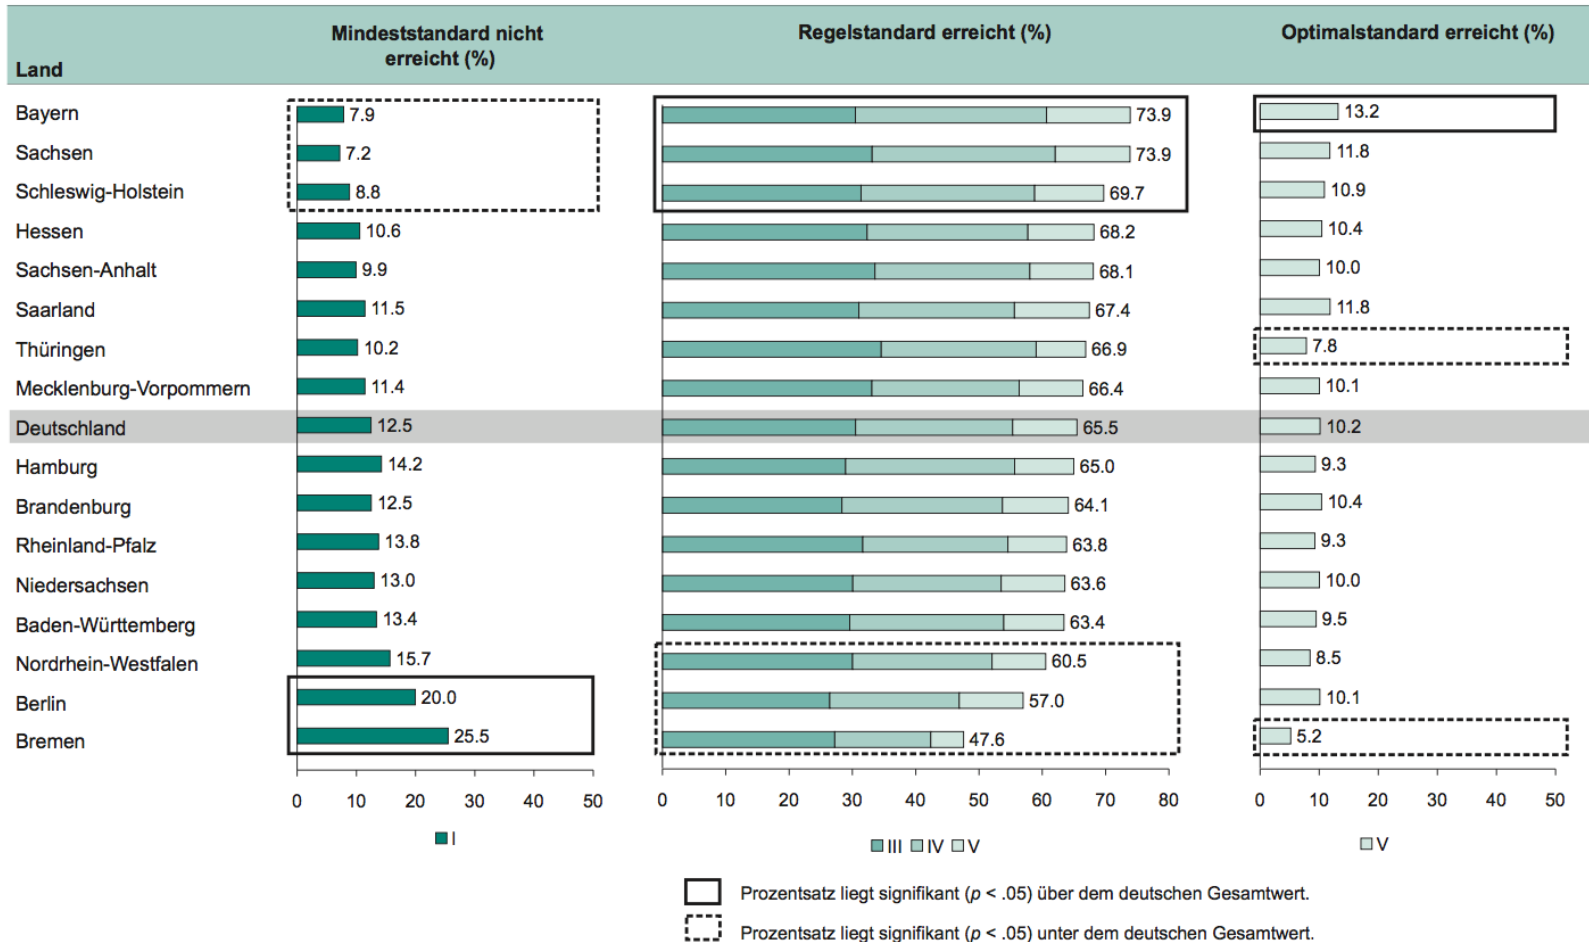 Land
Mindeststandard nicht
erreicht (%)
Regelstandard erreicht (%)
Optimalstandard erreicht (%)
Bayern 7.9 73.9 13.2
Sachsen 7.2 73.9 11.8
Schleswig-Holstein 8.8 69.7 10.9
Hessen 10.6 68.2 10.4
Sachsen-Anhalt 9.9 68.1 10.0
Saarland 11.5 67.4 11.8
Thüringen 10.2 66.9 7.8
Mecklenburg-Vorpommern 11.4 66.4 10.1
Deutschland 12.5 65.5 10.2
Hamburg 14.2 65.0 9.3
Brandenburg 12.5 64.1 10.4
Rheinland-Pfalz 13.8 63.8 9.3
Niedersachsen 13.0 63.6 10.0
Baden-Württemberg 13.4 63.4 9.5
Nordrhein-Westfalen 15.7 60.5 8.5
Berlin 20.0 57.0 10.1
Bremen 25.5 47.6 5.2
0 10 20 30 40 50 0 10 20 30 40 50 60 70 80 0 10 20 30 40 50
I III IV V V
Prozentsatz liegt signifikant (p < .05) über dem deutschen Gesamtwert.
Prozentsatz liegt signifikant (p < .05) unter dem deutschen Gesamtwert.